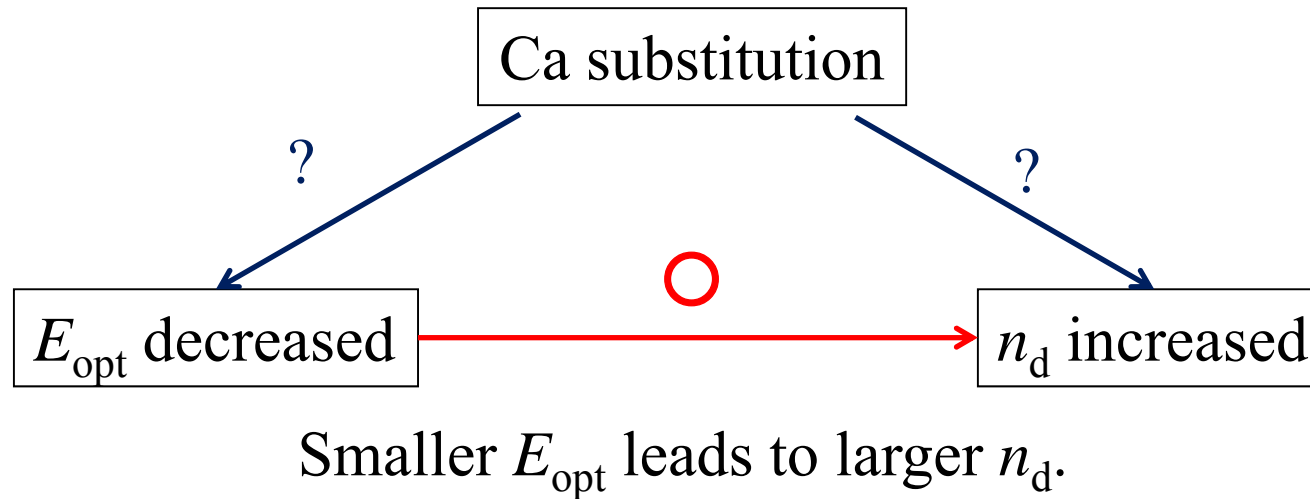 Ca substitution
?
?
E_opt decreased
n_d increased
Smaller E_opt leads to larger n_d.